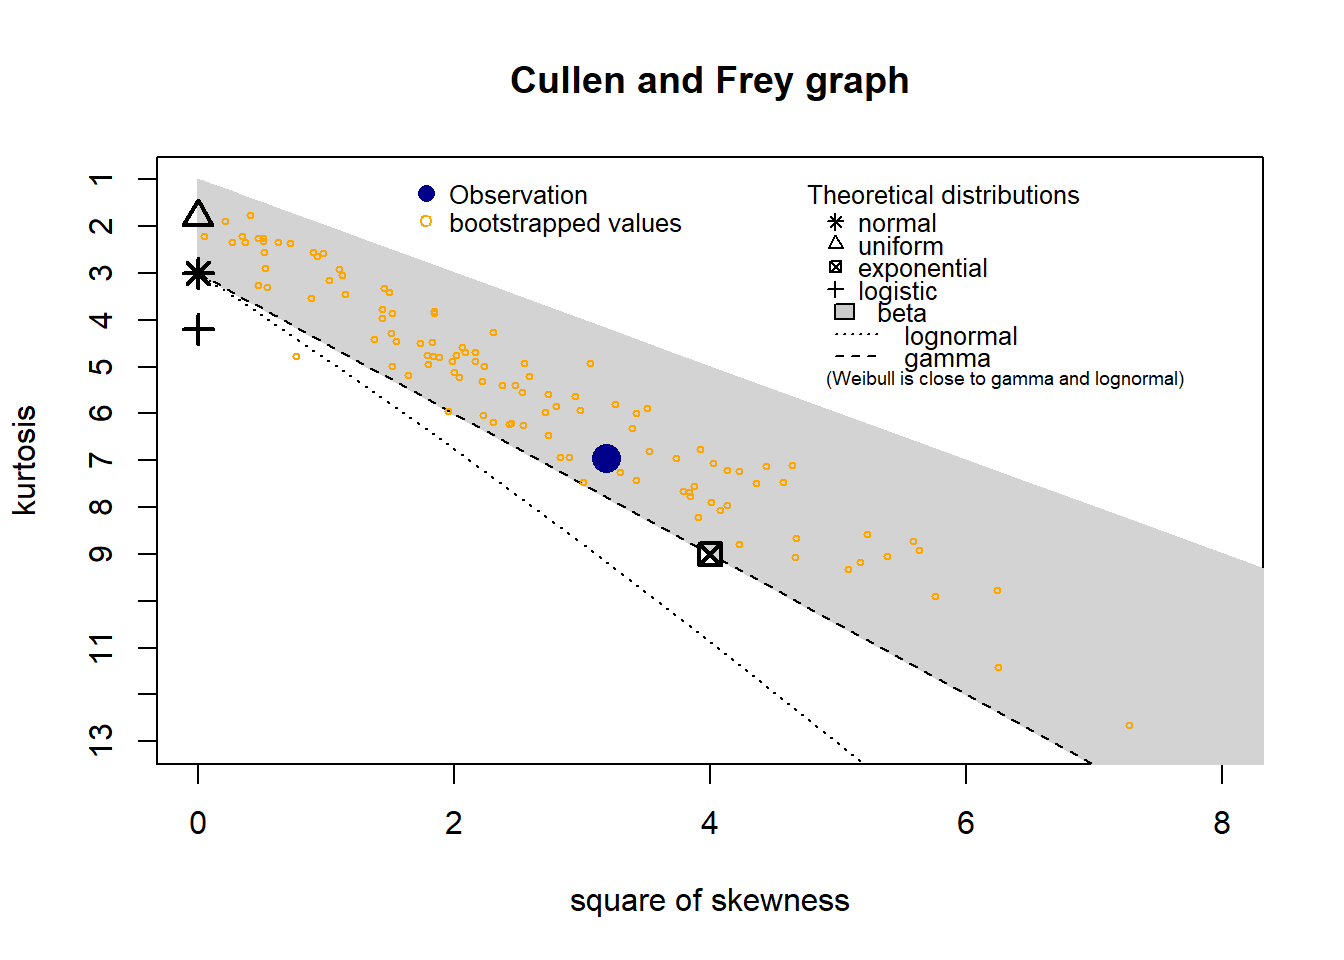 Cullen and Frey graph
Observation
bootstrapped values
Theoretical distributions
normal
uniform
exponential
logistic
beta
lognormal
gamma
(Weibull is close to gamma and lognormal)
kurtosis
1
2
3
4
5
6
7
8
9
11
13
0 2 4 6 8
square of skewness